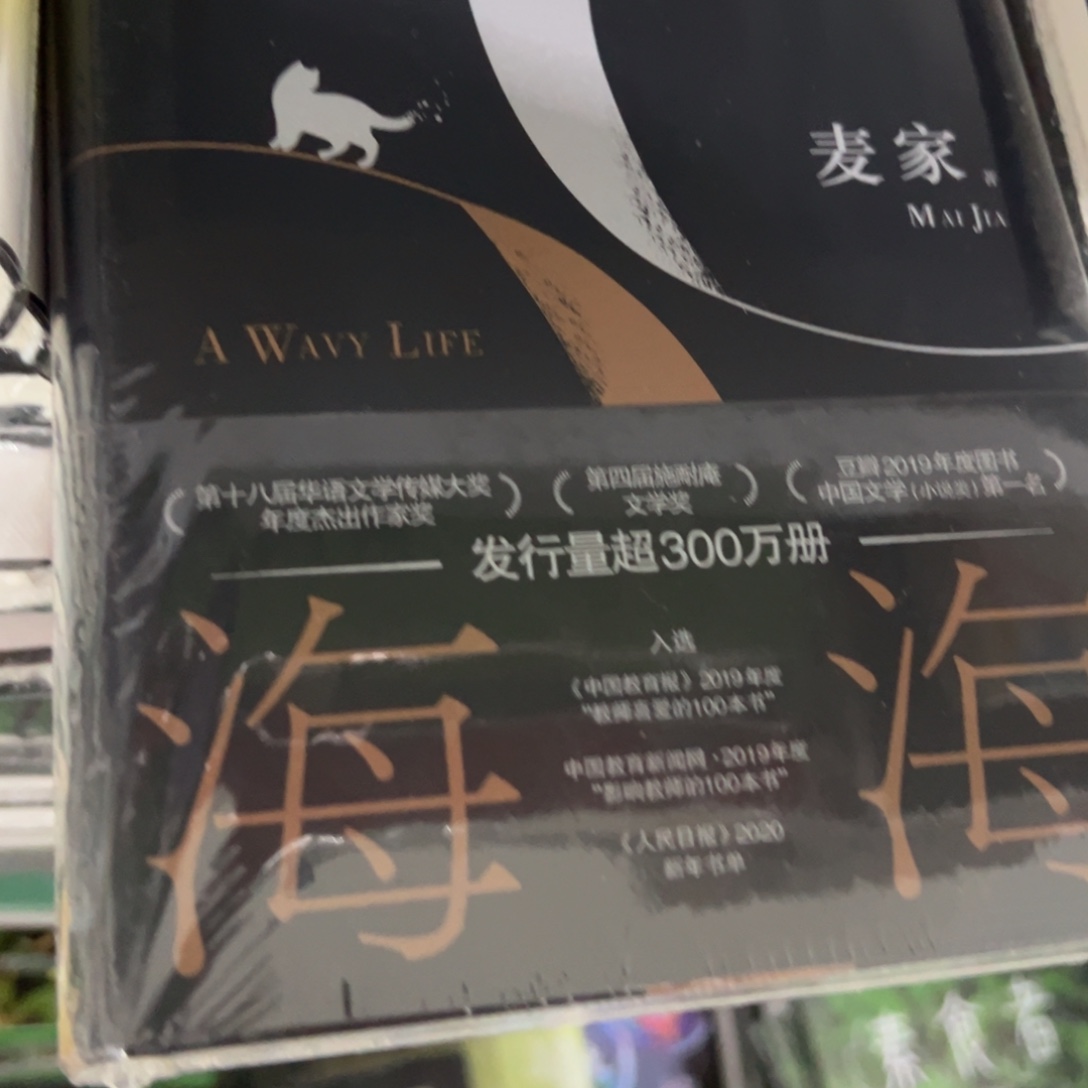 麦家
MAI JIA
A WAVY LIFE
第十八届华语文学传媒大奖
年度杰出作家奖
第四届施耐庵
文学奖
豆瓣2019年度图书
中国文学(小说类)第一名
发行量超300万册
海
海
入选
《中国教育报》2019年度
“教师喜爱的100本书”
中国教育新闻网·2019年度
“影响教师的100本书”
《人民日报》2020
新年书单
素食者